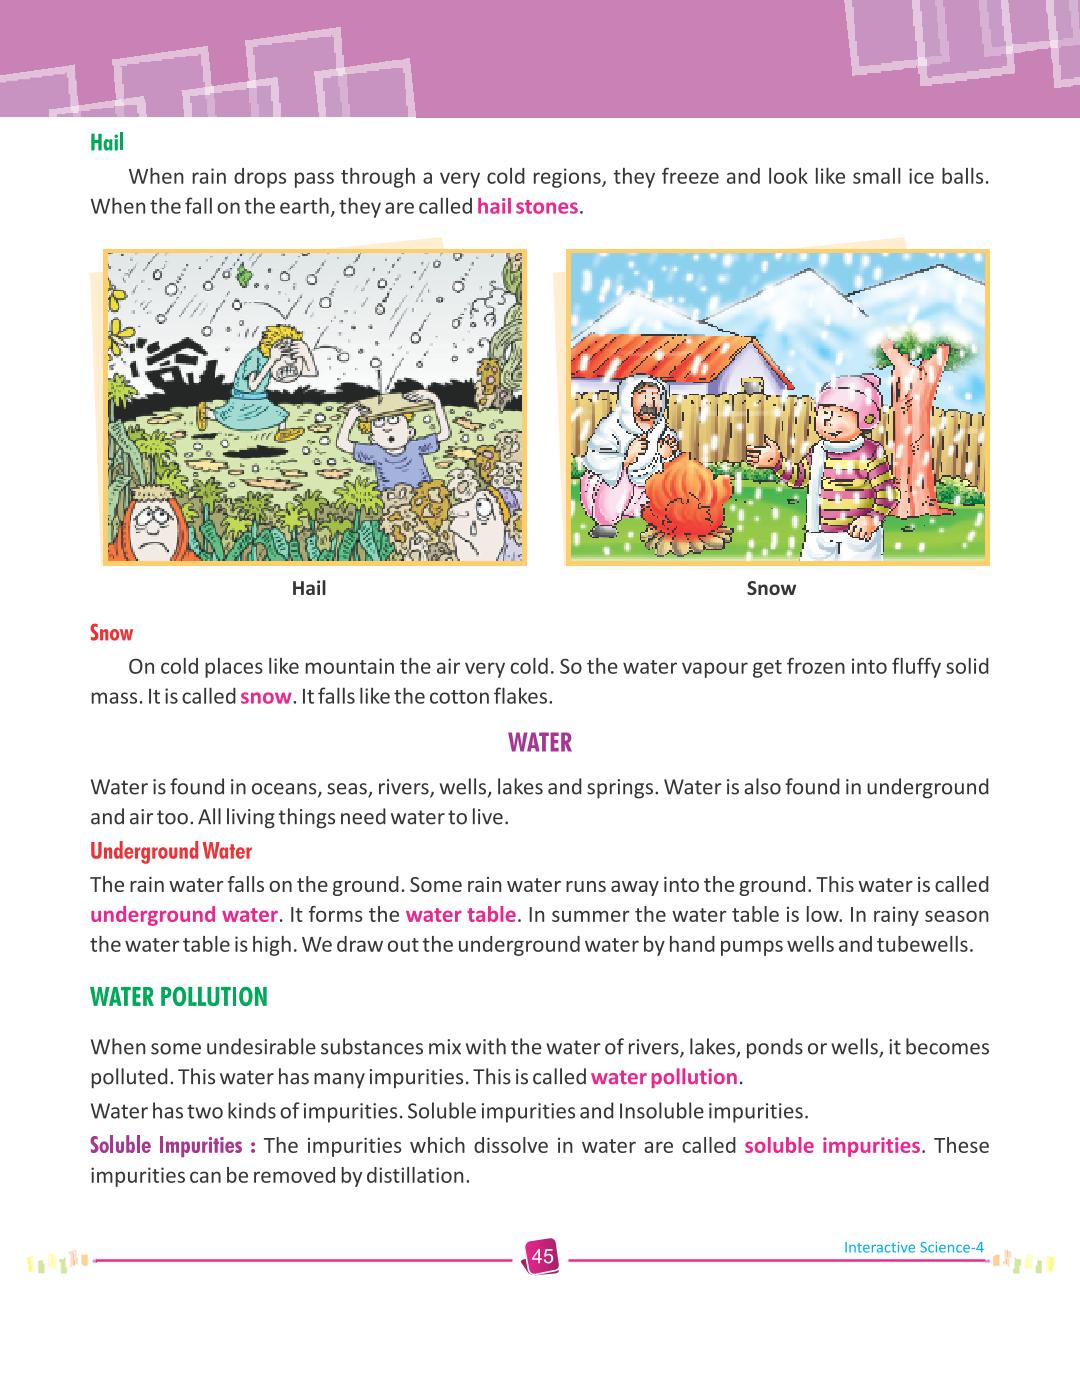 Hail
When rain drops pass through a very cold regions, they freeze and look like small ice balls.
When the fall on the earth, they are called hail stones.
Hail
Snow
Snow
On cold places like mountain the air very cold. So the water vapour get frozen into fluffy solid
mass. It is called snow. It falls like the cotton flakes.
WATER
Water is found in oceans, seas, rivers, wells, lakes and springs. Water is also found in underground
and air too. All living things need water to live.
Underground Water
The rain water falls on the ground. Some rain water runs away into the ground. This water is called
underground water. It forms the water table. In summer the water table is low. In rainy season
the water table is high. We draw out the underground water by hand pumps wells and tubewells.
WATER POLLUTION
When some undesirable substances mix with the water of rivers, lakes, ponds or wells, it becomes
polluted. This water has many impurities. This is called water pollution.
Water has two kinds of impurities. Soluble impurities and Insoluble impurities.
Soluble Impurities : The impurities which dissolve in water are called soluble impurities. These
impurities can be removed by distillation.
45
Interactive Science-4